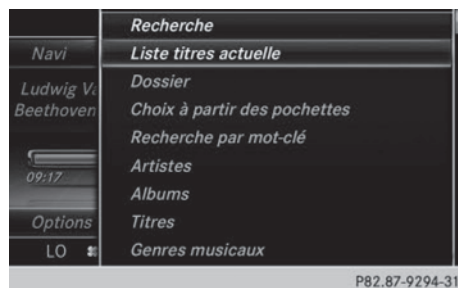 Recherche
Navi
Liste titres actuelle
Dossier
Ludwig
Beethoven
Choix à partir des pochettes
Recherche par mot-clé
Artistes
09:17
Albums
Options
Titres
LO
Genres musicaux
P82.87-9294-31